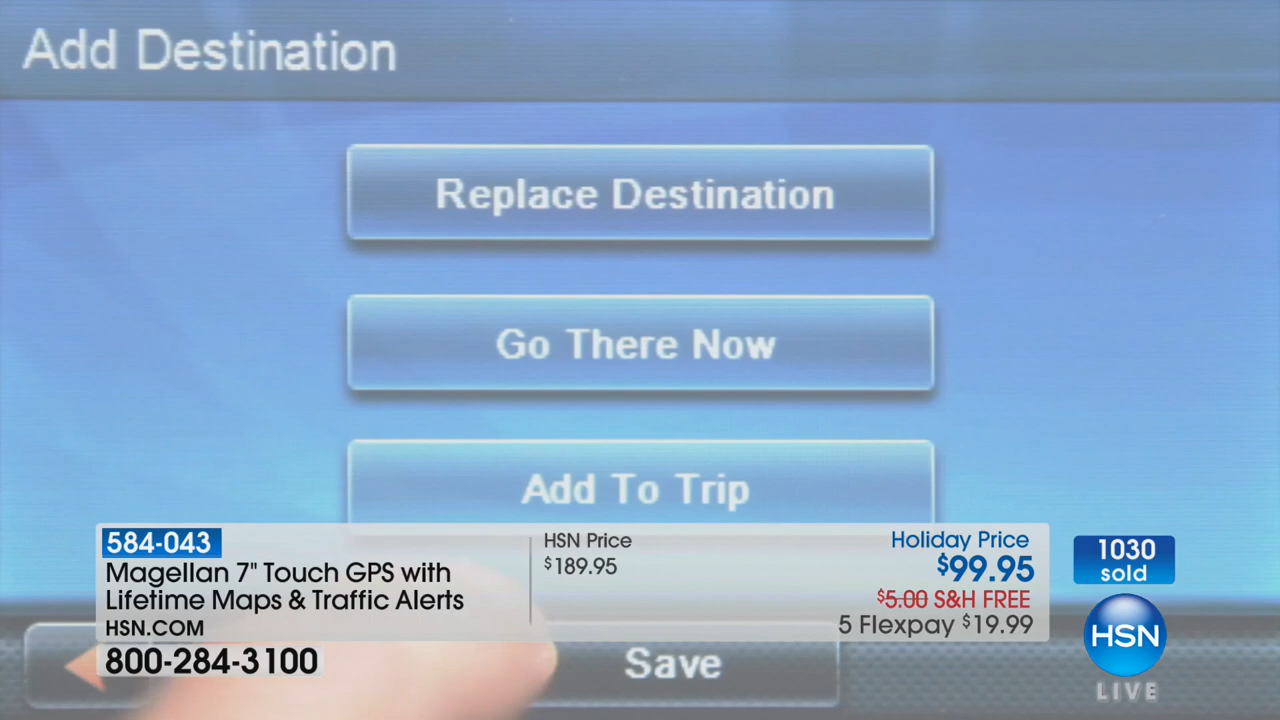 Add Destination
Replace Destination
Go There Now
Add To Trip
584-043
Magellan 7" Touch GPS with
Lifetime Maps & Traffic Alerts
HSN.COM
800-284-3100
HSN Price
$189.95
Holiday Price
$99.95
$5.00 S&H FREE
5 Flexpay $19.99
1030
sold
HSN
LIVE
Save